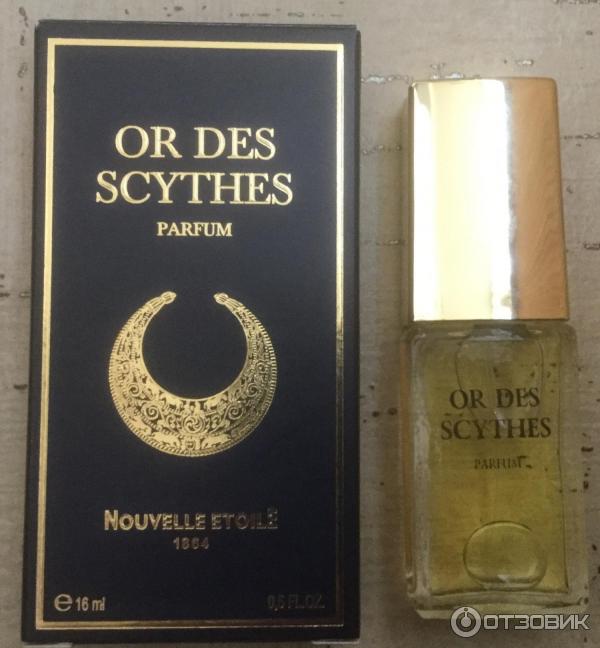 OR DES
SCYTHES
PARFUM
NOUVELLE ETOILE
1864
e 16 ml
0,5 FL.OZ.
OR DES
SCYTHES
PARFUM
ОТЗОВИК